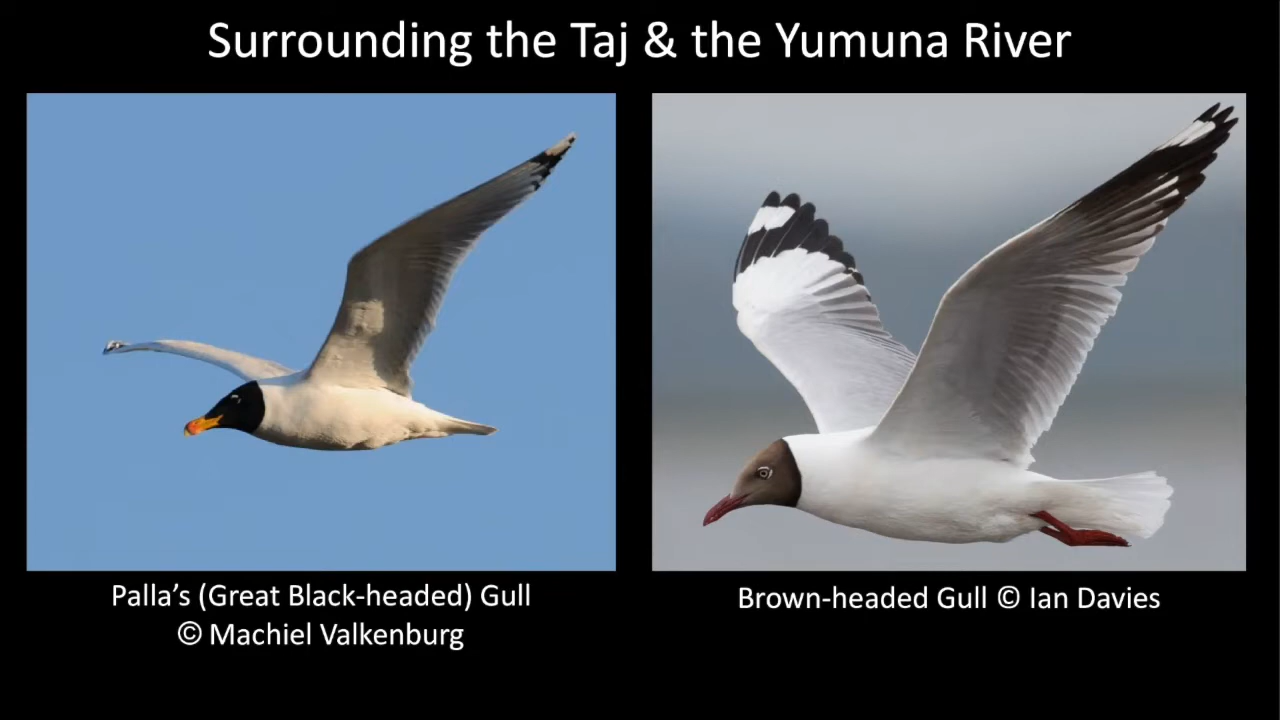 Surrounding the Taj & the Yumuna River
Palla’s (Great Black-headed) Gull
© Machiel Valkenburg
Brown-headed Gull © Ian Davies